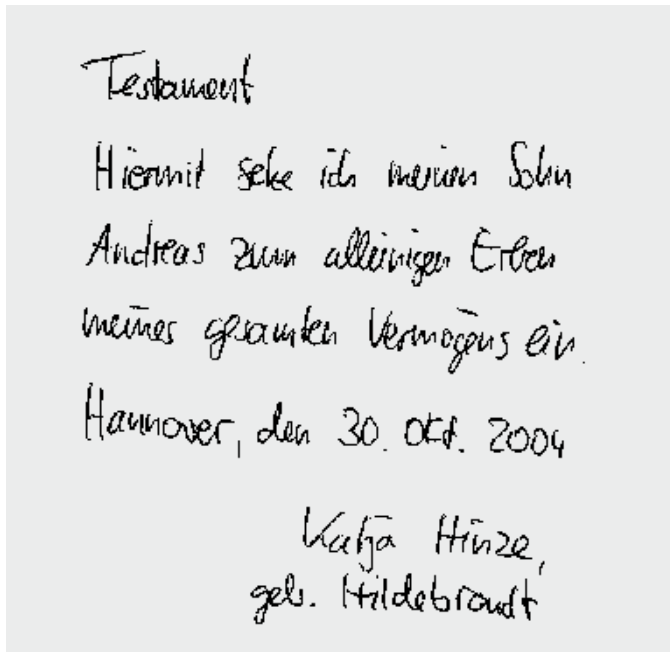 Testament
Hiermit setze ich meinen Sohn
Andreas zum alleinigen Erben
meines gesamten Vermögens ein.
Hannover, den 30. Okt. 2004
Katja Hinze,
geb. Hildebrandt